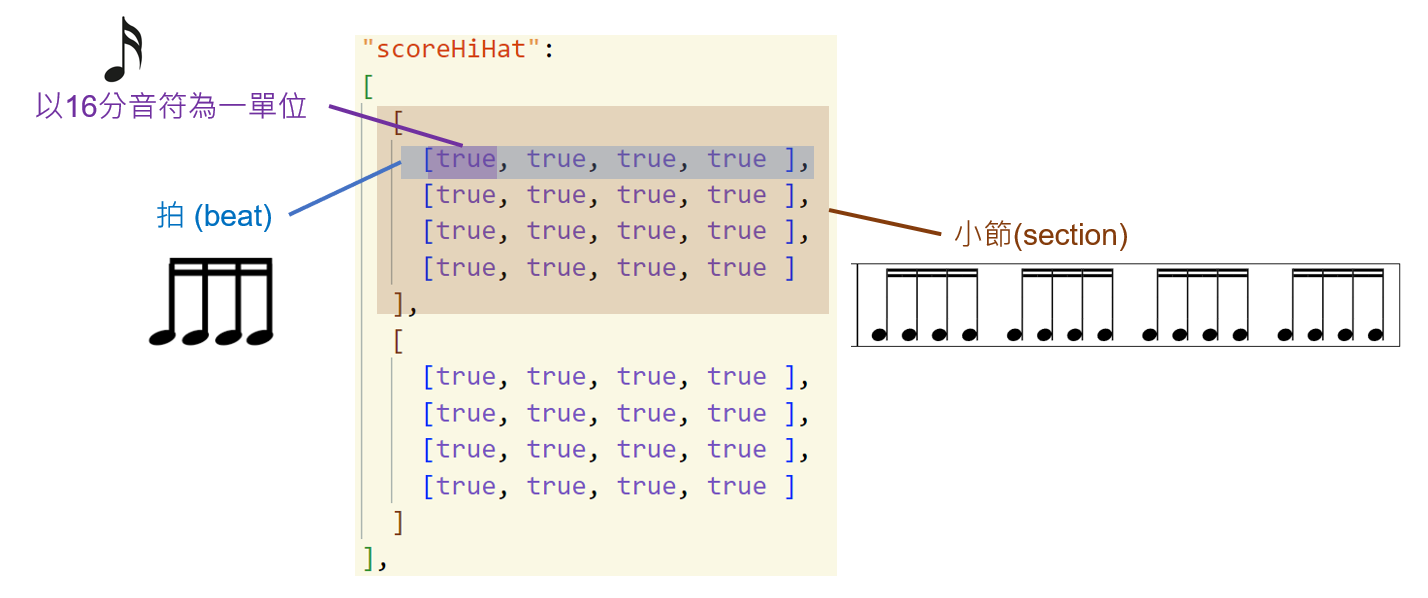 "scoreHiHat":
[
[
[true, true, true, true ],
[true, true, true, true ],
[true, true, true, true ],
[true, true, true, true ]
],
[
[true, true, true, true ],
[true, true, true, true ],
[true, true, true, true ],
[true, true, true, true ]
]
],
以16分音符為一單位
拍 (beat)
小節(section)